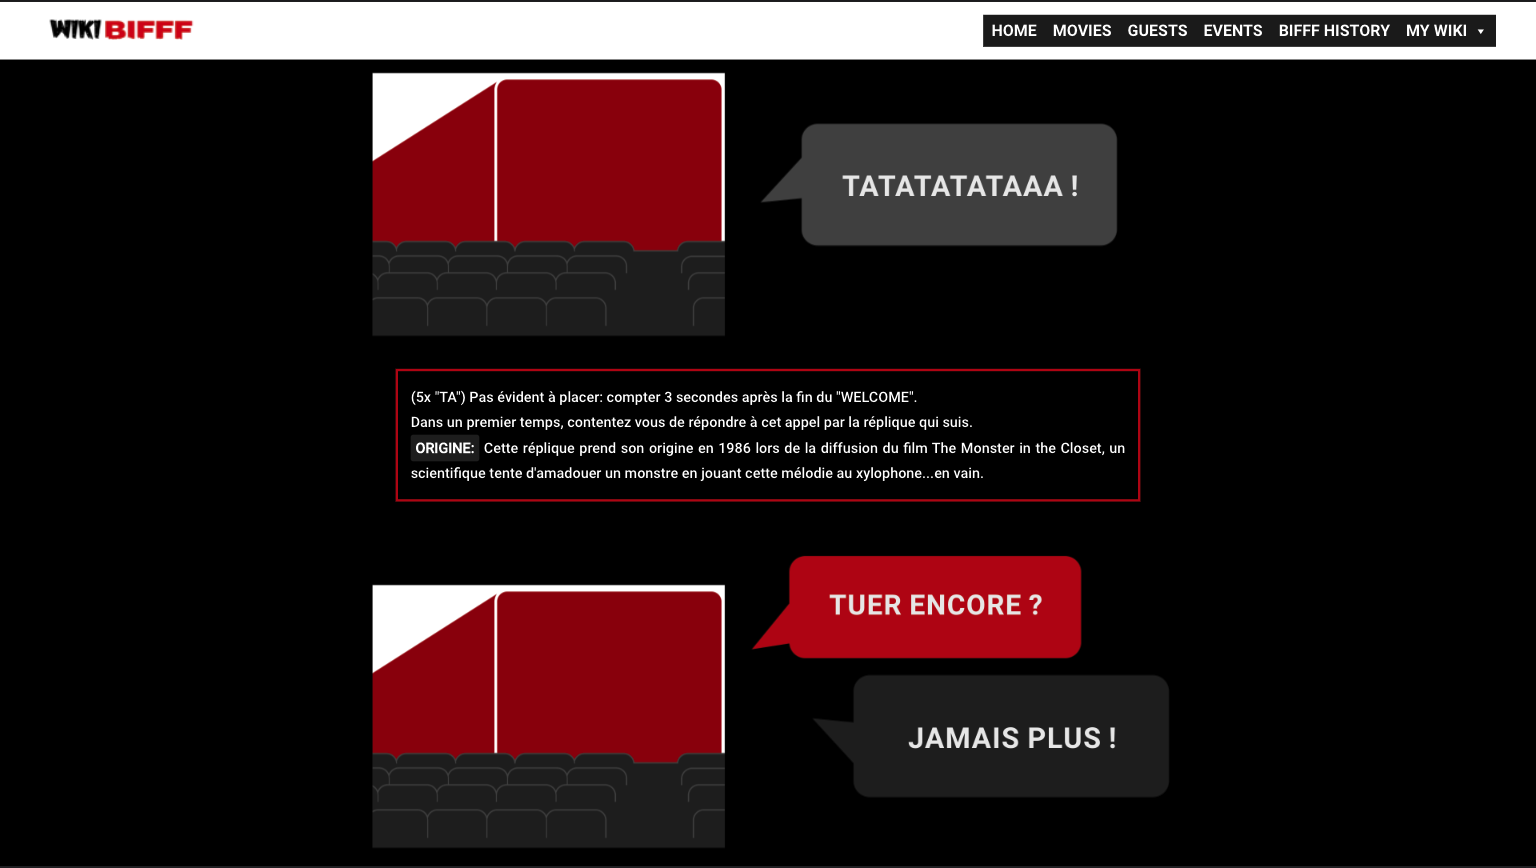 WIKI BIFFF
HOME MOVIES GUESTS EVENTS BIFFF HISTORY MY WIKI
TATATATATAAA !
(5x "TA") Pas évident à placer: compter 3 secondes après la fin du "WELCOME".
Dans un premier temps, contentez vous de répondre à cet appel par la réplique qui suis.
ORIGINE: Cette réplique prend son origine en 1986 lors de la diffusion du film The Monster in the Closet, un
scientifique tente d'amadouer un monstre en jouant cette mélodie au xylophone...en vain.
TUER ENCORE ?
JAMAIS PLUS !